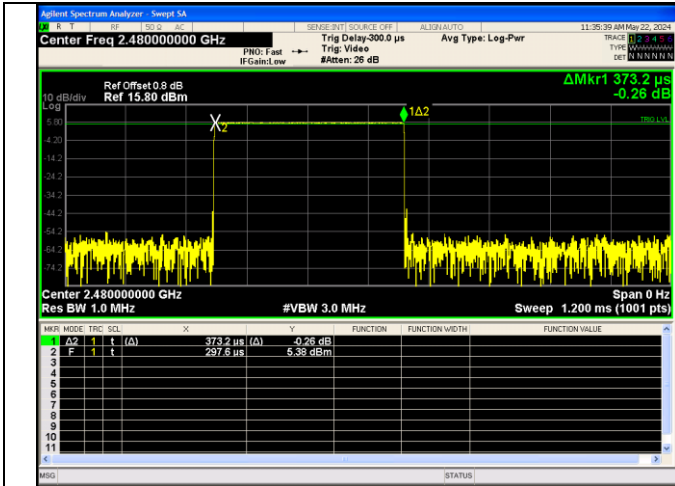 Agilent Spectrum Analyzer - Swept SA
R T RF 50 Ω AC SENSE:INT SOURCE OFF ALIGN AUTO 11:35:39 AM May 22, 2024
Center Freq 2.480000000 GHz Trig Delay-300.0 µs Avg Type: Log-Pwr TRACE 1 2 3 4 5 6
PNO: Fast Trig: Video TYPE WWWWWW
IFGain:Low #Atten: 26 dB DET N N N N N N
ΔMkr1 373.2 µs
-0.26 dB
Ref Offset 0.8 dB
10 dB/div Ref 15.80 dBm
Log
1Δ2
TRIG LVL
5.80
2
-4.20
-14.2
-24.2
-34.2
-44.2
-54.2
-64.2
-74.2
Center 2.480000000 GHz Span 0 Hz
Res BW 1.0 MHz #VBW 3.0 MHz Sweep 1.200 ms (1001 pts)
MKR MODE TRC SCL X Y FUNCTION FUNCTION WIDTH FUNCTION VALUE
1 Δ2 1 t (Δ) 373.2 µs (Δ) -0.26 dB
2 F 1 t 297.6 µs 5.38 dBm
3
4
5
6
7
8
9
10
11
MSG STATUS